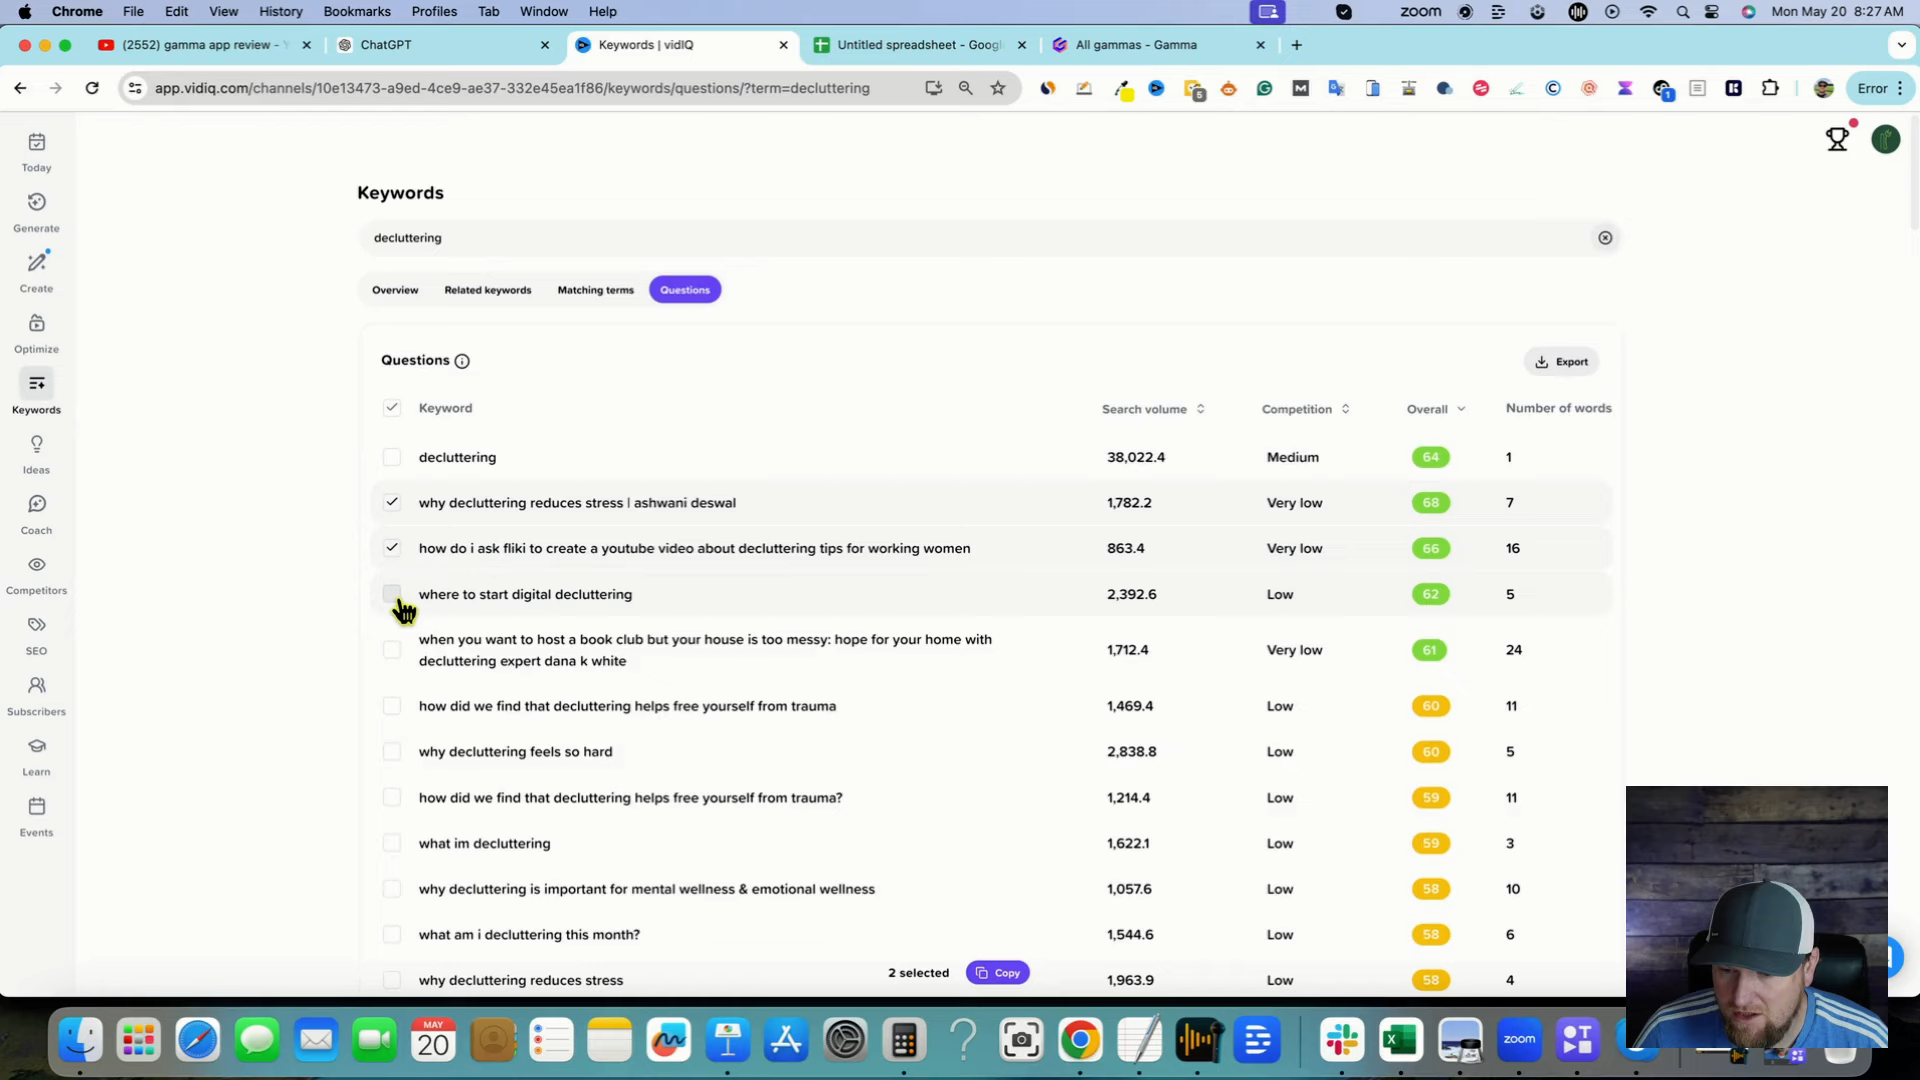 Chrome File Edit View History Bookmarks Profiles Tab Window Help
zoom
Mon May 20 8:27 AM
(2552) gamma app review -
ChatGPT
Keywords | vidIQ
Untitled spreadsheet - Googl
All gammas - Gamma
app.vidiq.com/channels/10e13473-a9ed-4ce9-ae37-332e45ea1f86/keywords/questions/?term=decluttering
5
1
Error
Today
Generate
Create
Optimize
Keywords
Ideas
Coach
Competitors
SEO
Subscribers
Learn
Events
Keywords
decluttering
Overview Related keywords Matching terms Questions
Questions
Export
Keyword Search volume Competition Overall Number of words
decluttering 38,022.4 Medium 64 1
why decluttering reduces stress | ashwani deswal 1,782.2 Very low 68 7
how do i ask fliki to create a youtube video about decluttering tips for working women 863.4 Very low 66 16
where to start digital decluttering 2,392.6 Low 62 5
when you want to host a book club but your house is too messy: hope for your home with
decluttering expert dana k white 1,712.4 Very low 61 24
how did we find that decluttering helps free yourself from trauma 1,469.4 Low 60 11
why decluttering feels so hard 2,838.8 Low 60 5
how did we find that decluttering helps free yourself from trauma? 1,214.4 Low 59 11
what im decluttering 1,622.1 Low 59 3
why decluttering is important for mental wellness & emotional wellness 1,057.6 Low 58 10
what am i decluttering this month? 1,544.6 Low 58 6
why decluttering reduces stress 1,963.9 Low 58 4
2 selected Copy
MAY
20
zoom